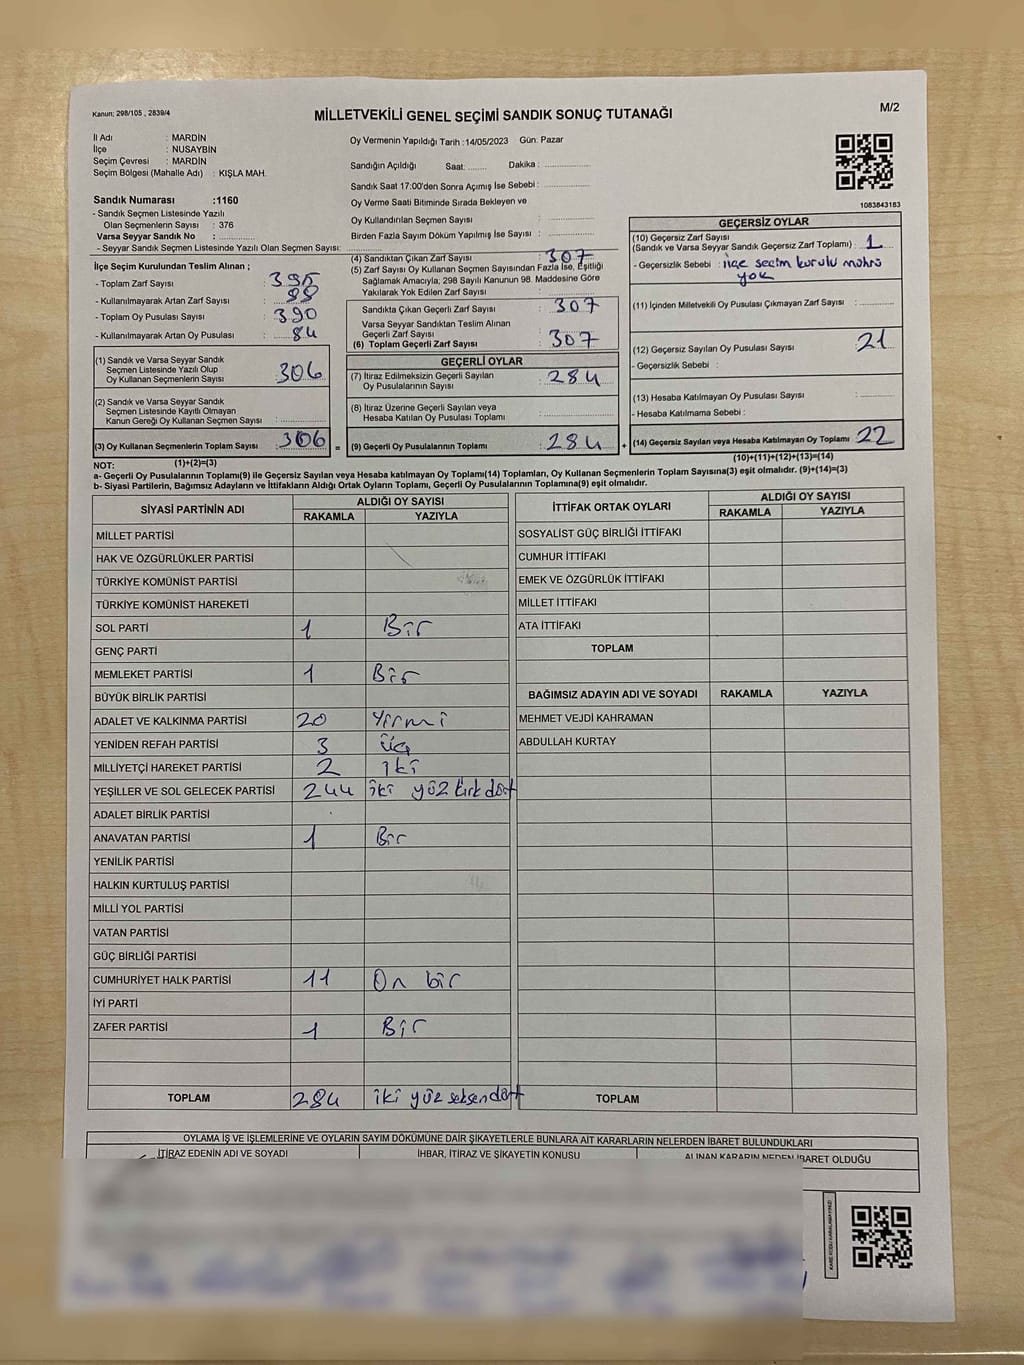 Kanun; 298/105 , 2839/4
MİLLETVEKİLİ GENEL SEÇİMİ SANDIK SONUÇ TUTANAĞI
M/2
İl Adı : MARDİN
İlçe : NUSAYBİN
Seçim Çevresi : MARDİN
Seçim Bölgesi (Mahalle Adı) : KIŞLA MAH.
Sandık Numarası :1160
- Sandık Seçmen Listesinde Yazılı
Olan Seçmenlerin Sayısı : 376
Varsa Seyyar Sandık No :
- Seyyar Sandık Seçmen Listesinde Yazılı Olan Seçmen Sayısı:
Oy Vermenin Yapıldığı Tarih :14/05/2023 Gün: Pazar
Sandığın Açıldığı Saat: Dakika :
Sandık Saat 17:00'den Sonra Açımış İse Sebebi :
Oy Verme Saati Bitiminde Sırada Bekleyen ve
Oy Kullandırılan Seçmen Sayısı :
Birden Fazla Sayım Döküm Yapılmış İse Sayısı :
1083843183
İlçe Seçim Kurulundan Teslim Alınan ;
- Toplam Zarf Sayısı : 395
- Kullanılmayarak Artan Zarf Sayısı : 88
- Toplam Oy Pusulası Sayısı : 390
- Kullanılmayarak Artan Oy Pusulası : 84
(1) Sandık ve Varsa Seyyar Sandık
Seçmen Listesinde Yazılı Olup
Oy Kullanan Seçmenlerin Sayısı : 306
(2) Sandık ve Varsa Seyyar Sandık
Seçmen Listesinde Kayıtlı Olmayan
Kanun Gereği Oy Kullanan Seçmen Sayısı :
(3) Oy Kullanan Seçmenlerin Toplam Sayısı : 306 =
(1)+(2)=(3)
(4) Sandıktan Çıkan Zarf Sayısı : 307
(5) Zarf Sayısı Oy Kullanan Seçmen Sayısından Fazla İse, Eşitliği
Sağlamak Amacıyla; 298 Sayılı Kanunun 98. Maddesine Göre
Yakılarak Yok Edilen Zarf Sayısı :
Sandıkta Çıkan Geçerli Zarf Sayısı : 307
Varsa Seyyar Sandıktan Teslim Alınan
Geçerli Zarf Sayısı :
(6) Toplam Geçerli Zarf Sayısı : 307
GEÇERLİ OYLAR
(7) İtiraz Edilmeksizin Geçerli Sayılan
Oy Pusulalarının Sayısı : 284
(8) İtiraz Üzerine Geçerli Sayılan veya
Hesaba Katılan Oy Pusulası Toplamı :
(9) Geçerli Oy Pusulalarının Toplamı : 284 +
GEÇERSİZ OYLAR
(10) Geçersiz Zarf Sayısı
(Sandık ve Varsa Seyyar Sandık Geçersiz Zarf Toplamı) : 1
- Geçersizlik Sebebi : ilçe seçim kurulu mührü
yok
(11) İçinden Milletvekili Oy Pusulası Çıkmayan Zarf Sayısı :
(12) Geçersiz Sayılan Oy Pusulası Sayısı : 21
- Geçersizlik Sebebi :
(13) Hesaba Katılmayan Oy Pusulası Sayısı :
- Hesaba Katılmama Sebebi :
(14) Geçersiz Sayılan veya Hesaba Katılmayan Oy Toplamı : 22
(10)+(11)+(12)+(13)=(14)
NOT:
a- Geçerli Oy Pusulalarının Toplamı(9) ile Geçersiz Sayılan veya Hesaba katılmayan Oy Toplamı(14) Toplamları, Oy Kullanan Seçmenlerin Toplam Sayısına(3) eşit olmalıdır. (9)+(14)=(3)
b- Siyasi Partilerin, Bağımsız Adayların ve İttifakların Aldığı Ortak Oyların Toplamı, Geçerli Oy Pusulalarının Toplamına(9) eşit olmalıdır.
SİYASİ PARTİNİN ADI
ALDIĞI OY SAYISI
RAKAMLA YAZIYLA
MİLLET PARTİSİ
HAK VE ÖZGÜRLÜKLER PARTİSİ
TÜRKİYE KOMÜNİST PARTİSİ
TÜRKİYE KOMÜNİST HAREKETİ
SOL PARTİ 1 Bir
GENÇ PARTİ
MEMLEKET PARTİSİ 1 Bir
BÜYÜK BİRLİK PARTİSİ
ADALET VE KALKINMA PARTİSİ 20 Yirmi
YENİDEN REFAH PARTİSİ 3 üç
MİLLİYETÇİ HAREKET PARTİSİ 2 iki
YEŞİLLER VE SOL GELECEK PARTİSİ 244 iki yüz kırk dört
ADALET BİRLİK PARTİSİ
ANAVATAN PARTİSİ 1 Bir
YENİLİK PARTİSİ
HALKIN KURTULUŞ PARTİSİ
MİLLİ YOL PARTİSİ
VATAN PARTİSİ
GÜÇ BİRLİĞİ PARTİSİ
CUMHURİYET HALK PARTİSİ 11 On bir
İYİ PARTİ
ZAFER PARTİSİ 1 Bir
TOPLAM 284 iki yüz seksen dört
İTTİFAK ORTAK OYLARI
ALDIĞI OY SAYISI
RAKAMLA YAZIYLA
SOSYALİST GÜÇ BİRLİĞİ İTTİFAKI
CUMHUR İTTİFAKI
EMEK VE ÖZGÜRLÜK İTTİFAKI
MİLLET İTTİFAKI
ATA İTTİFAKI
TOPLAM
BAĞIMSIZ ADAYIN ADI VE SOYADI RAKAMLA YAZIYLA
MEHMET VEJDİ KAHRAMAN
ABDULLAH KURTAY
TOPLAM
OYLAMA İŞ VE İŞLEMLERİNE VE OYLARIN SAYIM DÖKÜMÜNE DAİR ŞİKAYETLERLE BUNLARA AİT KARARLARIN NELERDEN İBARET BULUNDUKLARI
İTİRAZ EDENİN ADI VE SOYADI İHBAR, İTİRAZ VE ŞİKAYETİN KONUSU ALINAN KARARIN NEDEN İBARET OLDUĞU